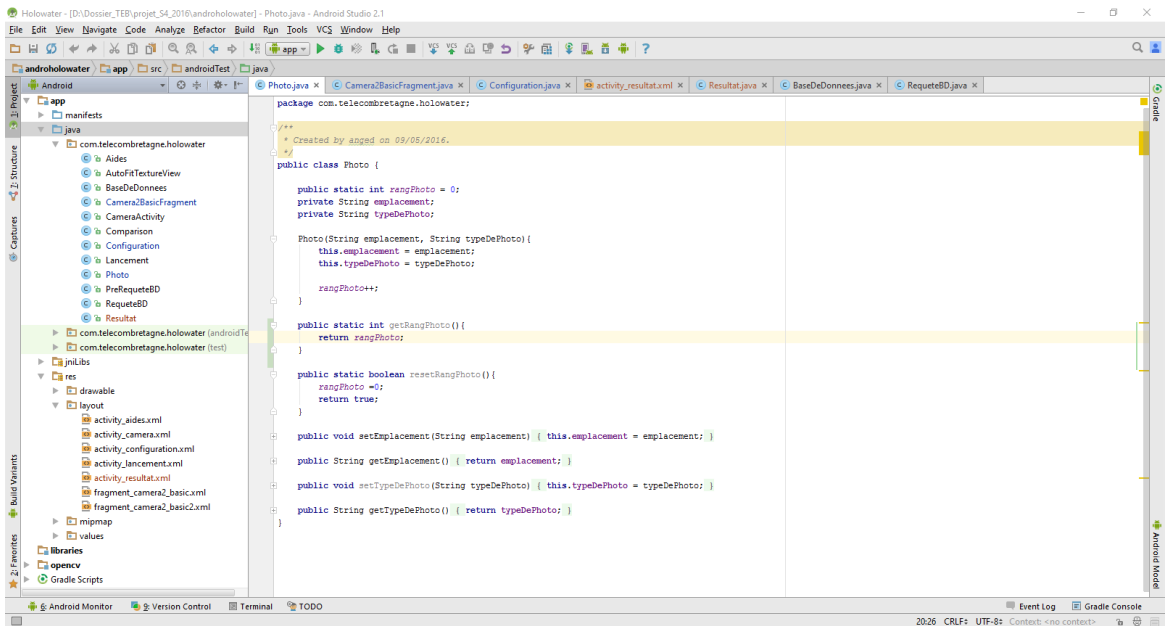 Holowater - [D:\Dossier_TEB\projet_S4_2016\androholowater] - Photo.java - Android Studio 2.1
File Edit View Navigate Code Analyze Refactor Build Run Tools VCS Window Help
app
androholowater app src androidTest java
Android
Photo.java × Camera2BasicFragment.java × Configuration.java × activity_resultat.xml × Resultat.java × BaseDeDonnees.java × RequeteBD.java ×
1: Project
7: Structure
Captures
Build Variants
2: Favorites
app
manifests
java
com.telecombretagne.holowater
Aides
AutoFitTextureView
BaseDeDonnees
Camera2BasicFragment
CameraActivity
Comparison
Configuration
Lancement
Photo
PreRequeteBD
RequeteBD
Resultat
com.telecombretagne.holowater (androidTe
com.telecombretagne.holowater (test)
jniLibs
res
drawable
layout
activity_aides.xml
activity_camera.xml
activity_configuration.xml
activity_lancement.xml
activity_resultat.xml
fragment_camera2_basic.xml
fragment_camera2_basic2.xml
mipmap
values
libraries
opencv
Gradle Scripts
package com.telecombretagne.holowater;
/**
* Created by anged on 09/05/2016.
*/
public class Photo {
public static int rangPhoto = 0;
private String emplacement;
private String typeDePhoto;
Photo(String emplacement, String typeDePhoto){
this.emplacement = emplacement;
this.typeDePhoto = typeDePhoto;
rangPhoto++;
}
public static int getRangPhoto(){
return rangPhoto;
}
public static boolean resetRangPhoto(){
rangPhoto =0;
return true;
}
public void setEmplacement(String emplacement) { this.emplacement = emplacement; }
public String getEmplacement() { return emplacement; }
public void setTypeDePhoto(String typeDePhoto) { this.typeDePhoto = typeDePhoto; }
public String getTypeDePhoto() { return typeDePhoto; }
}
Gradle
Android Model
6: Android Monitor 9: Version Control Terminal TODO Event Log Gradle Console
20:26 CRLF÷ UTF-8÷ Context: <no context>